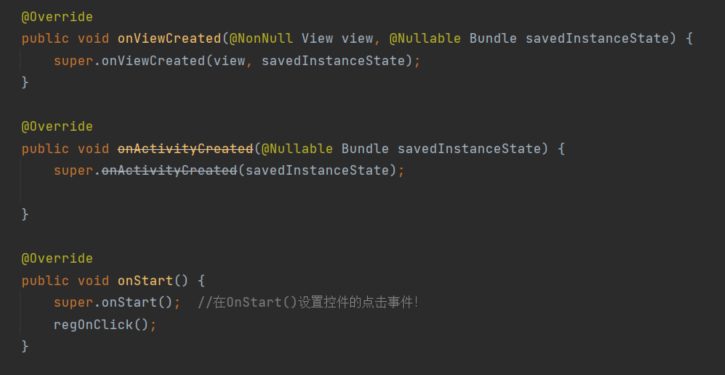 @Override
public void onViewCreated(@NonNull View view, @Nullable Bundle savedInstanceState) {
super.onViewCreated(view, savedInstanceState);
}
@Override
public void onActivityCreated(@Nullable Bundle savedInstanceState) {
super.onActivityCreated(savedInstanceState);
}
@Override
public void onStart() {
super.onStart();  //在OnStart()设置控件的点击事件!
regOnClick();
}